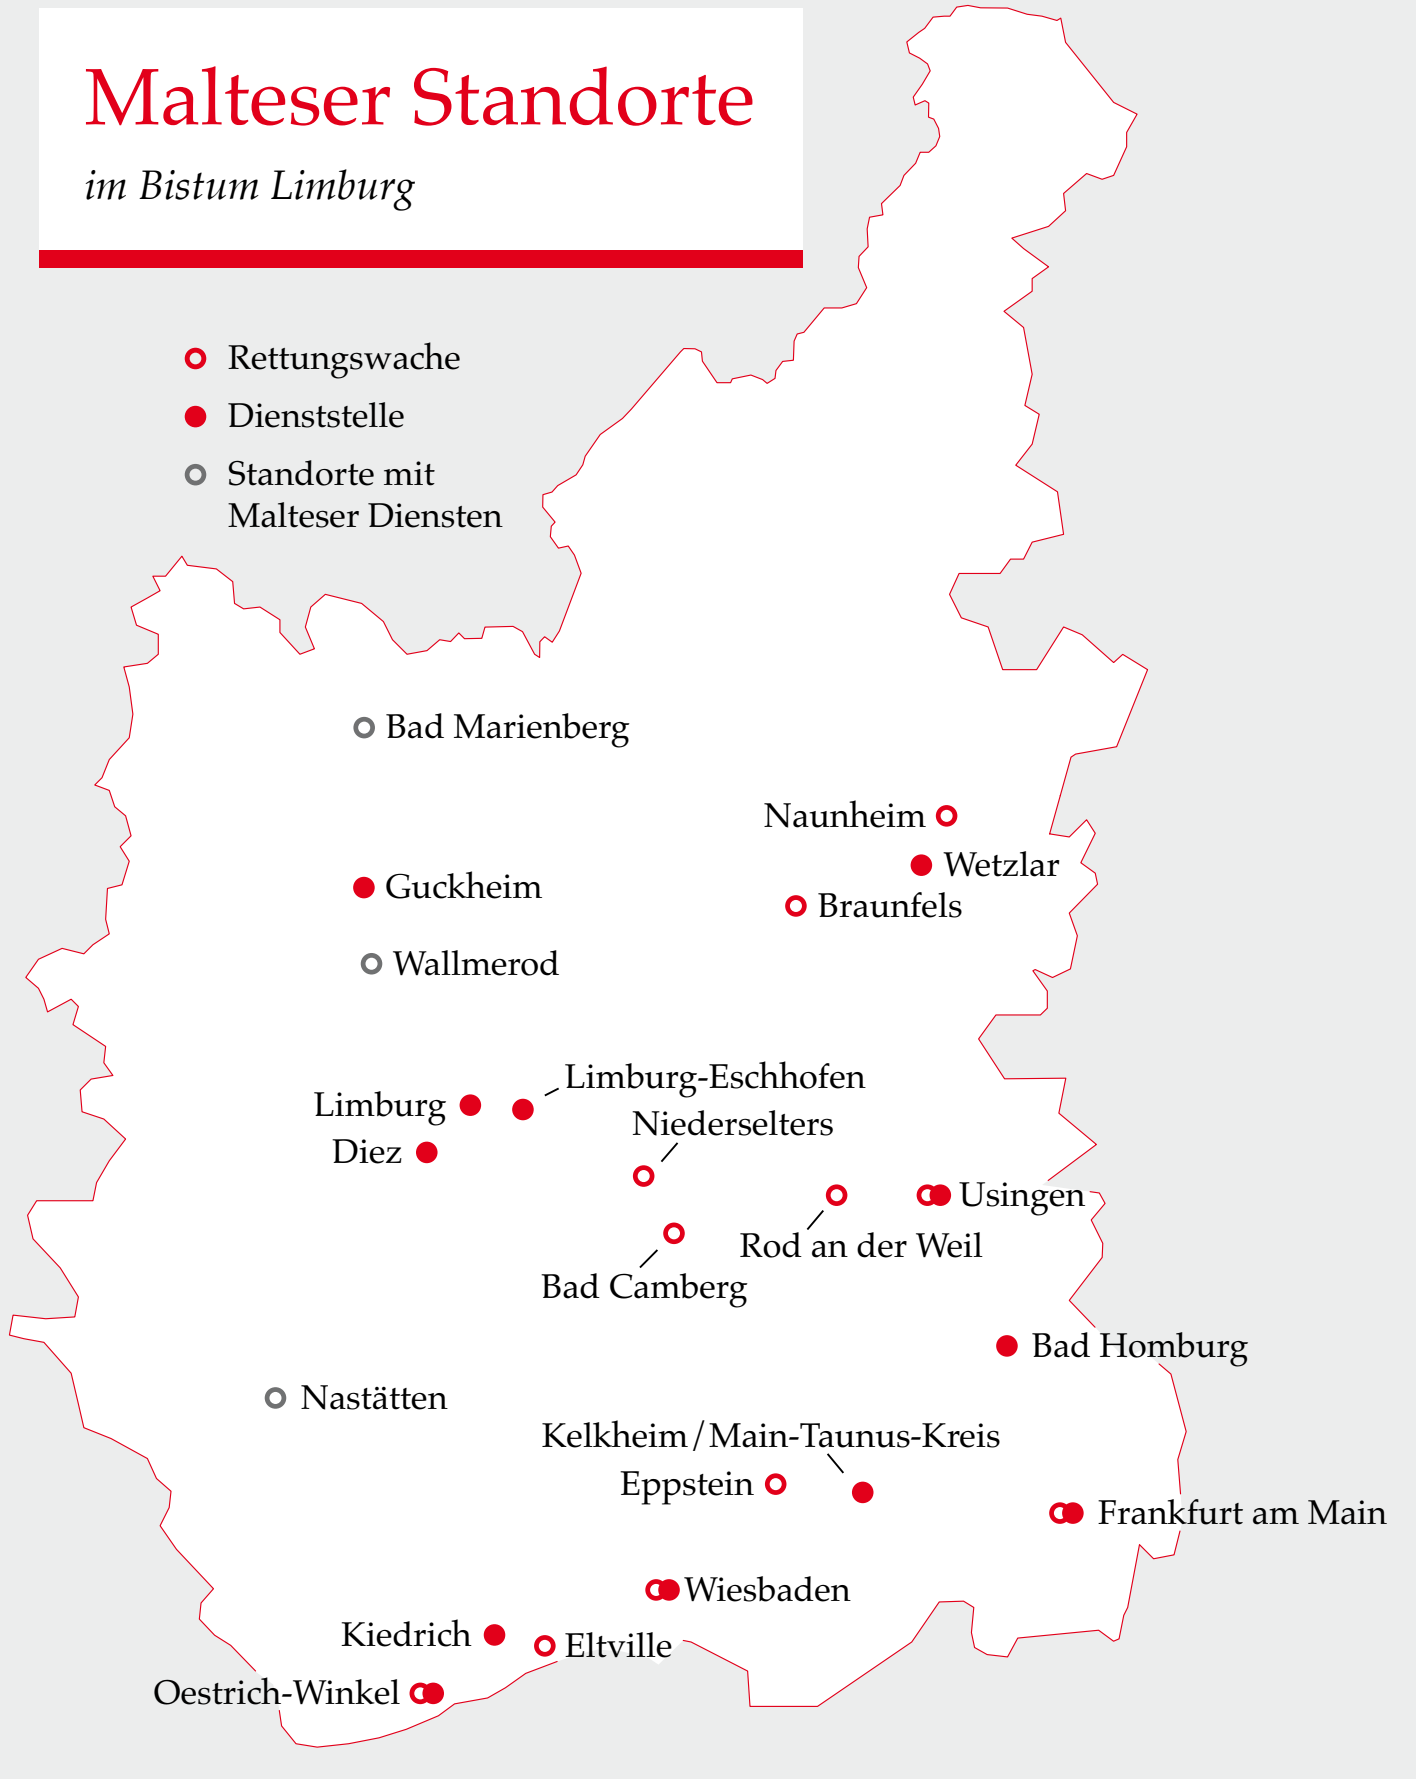 Malteser Standorte
im Bistum Limburg
Rettungswache
Dienststelle
Standorte mit
Malteser Diensten
Bad Marienberg
Naunheim
Wetzlar
Guckheim
Braunfels
Wallmerod
Limburg-Eschhofen
Limburg
Niederselters
Diez
Usingen
Rod an der Weil
Bad Camberg
Bad Homburg
Nastätten
Kelkheim/Main-Taunus-Kreis
Eppstein
Frankfurt am Main
Wiesbaden
Kiedrich
Eltville
Oestrich-Winkel